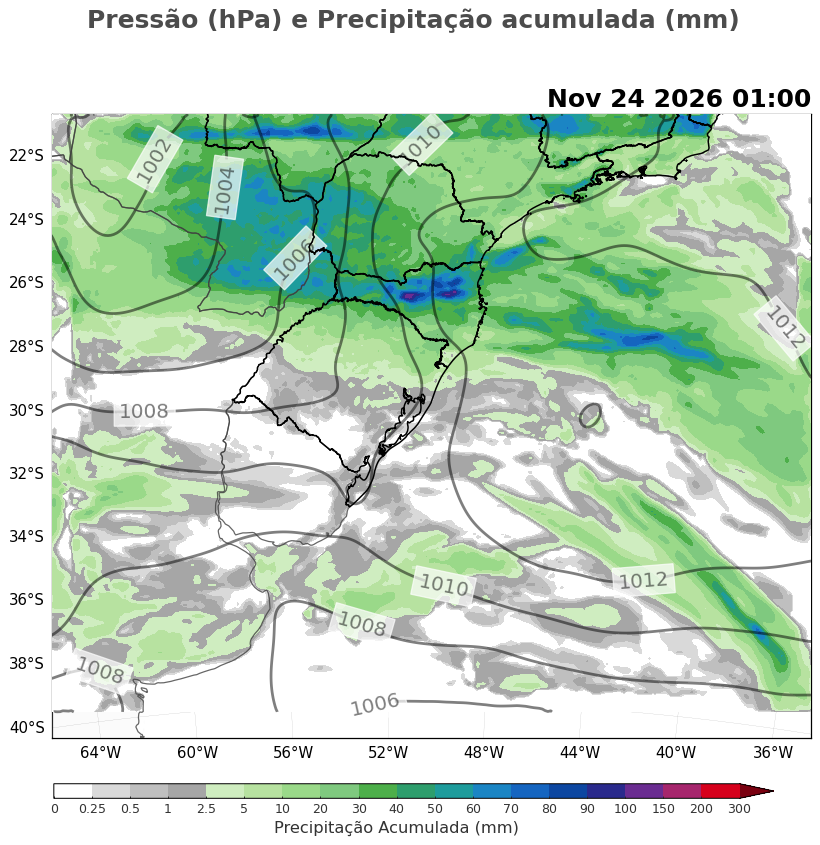 Pressão (hPa) e Precipitação acumulada (mm)
Nov 24 2026 01:00
22°S
24°S
26°S
28°S
30°S
32°S
34°S
36°S
38°S
40°S
1002
1004
1006
1010
1012
1008
1010
1012
1008
1008
1006
64°W 60°W 56°W 52°W 48°W 44°W 40°W 36°W
0 0.25 0.5 1 2.5 5 10 20 30 40 50 60 70 80 90 100 150 200 300
Precipitação Acumulada (mm)